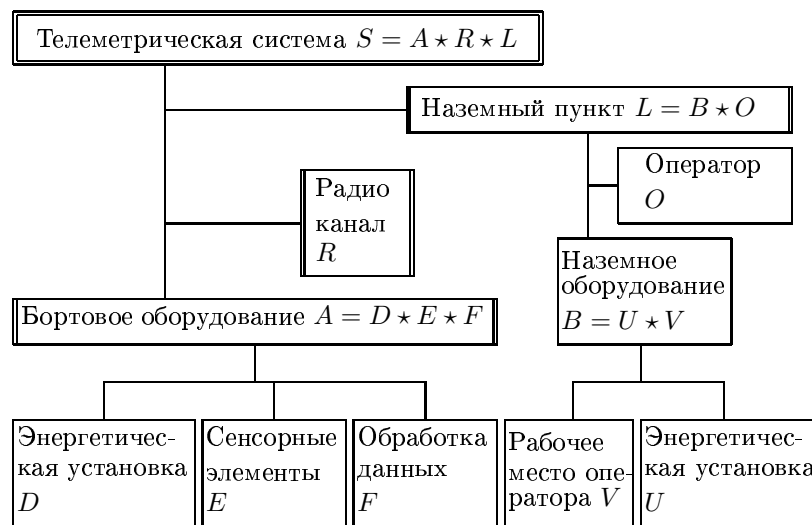 Телеметрическая система S = A ⋆ R ⋆ L
Наземный пункт L = B ⋆ O
Оператор
O
Радио
канал
R
Наземное
оборудование
B = U ⋆ V
Бортовое оборудование A = D ⋆ E ⋆ F
Энергетичес-
кая установка
D
Сенсорные
элементы
E
Обработка
данных
F
Рабочее
место опе-
ратора V
Энергетичес-
кая установка
U